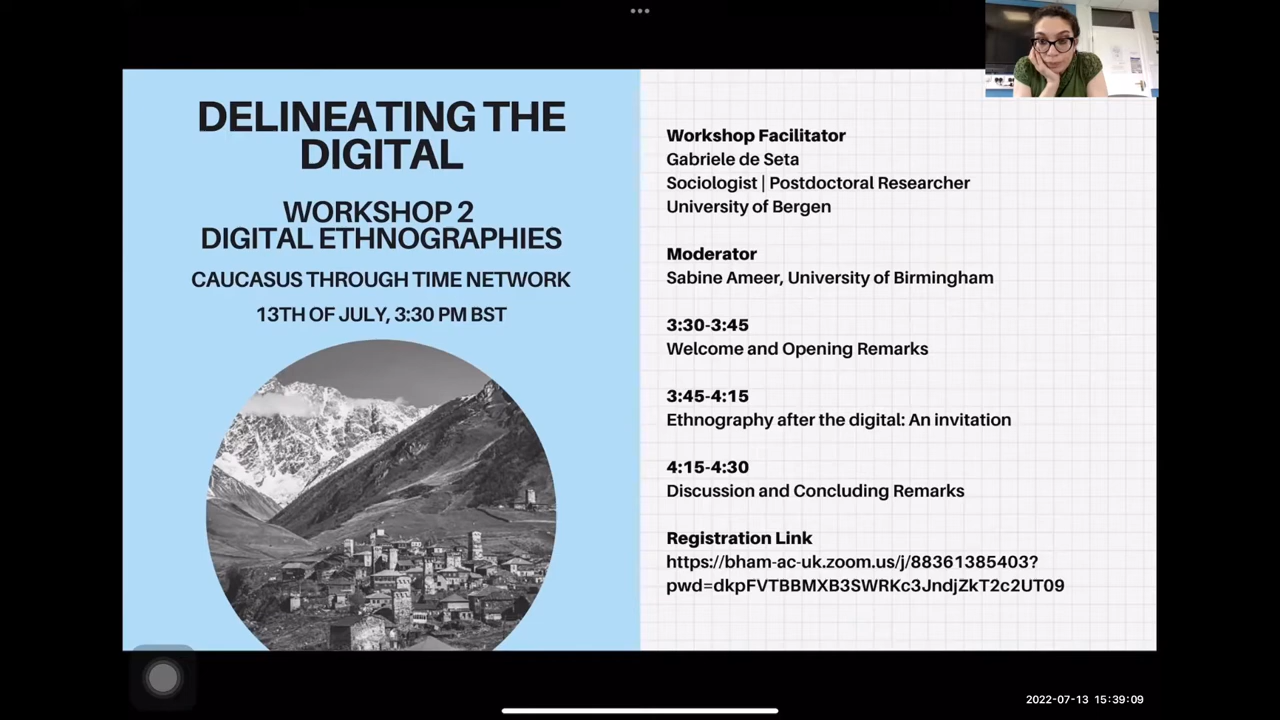 DELINEATING THE
DIGITAL
WORKSHOP 2
DIGITAL ETHNOGRAPHIES
CAUCASUS THROUGH TIME NETWORK
13TH OF JULY, 3:30 PM BST
Workshop Facilitator
Gabriele de Seta
Sociologist | Postdoctoral Researcher
University of Bergen
Moderator
Sabine Ameer, University of Birmingham
3:30-3:45
Welcome and Opening Remarks
3:45-4:15
Ethnography after the digital: An invitation
4:15-4:30
Discussion and Concluding Remarks
Registration Link
https://bham-ac-uk.zoom.us/j/88361385403?
pwd=dkpFVTBBMXB3SWRKc3JndjZkT2c2UT09
2022-07-13 15:39:09